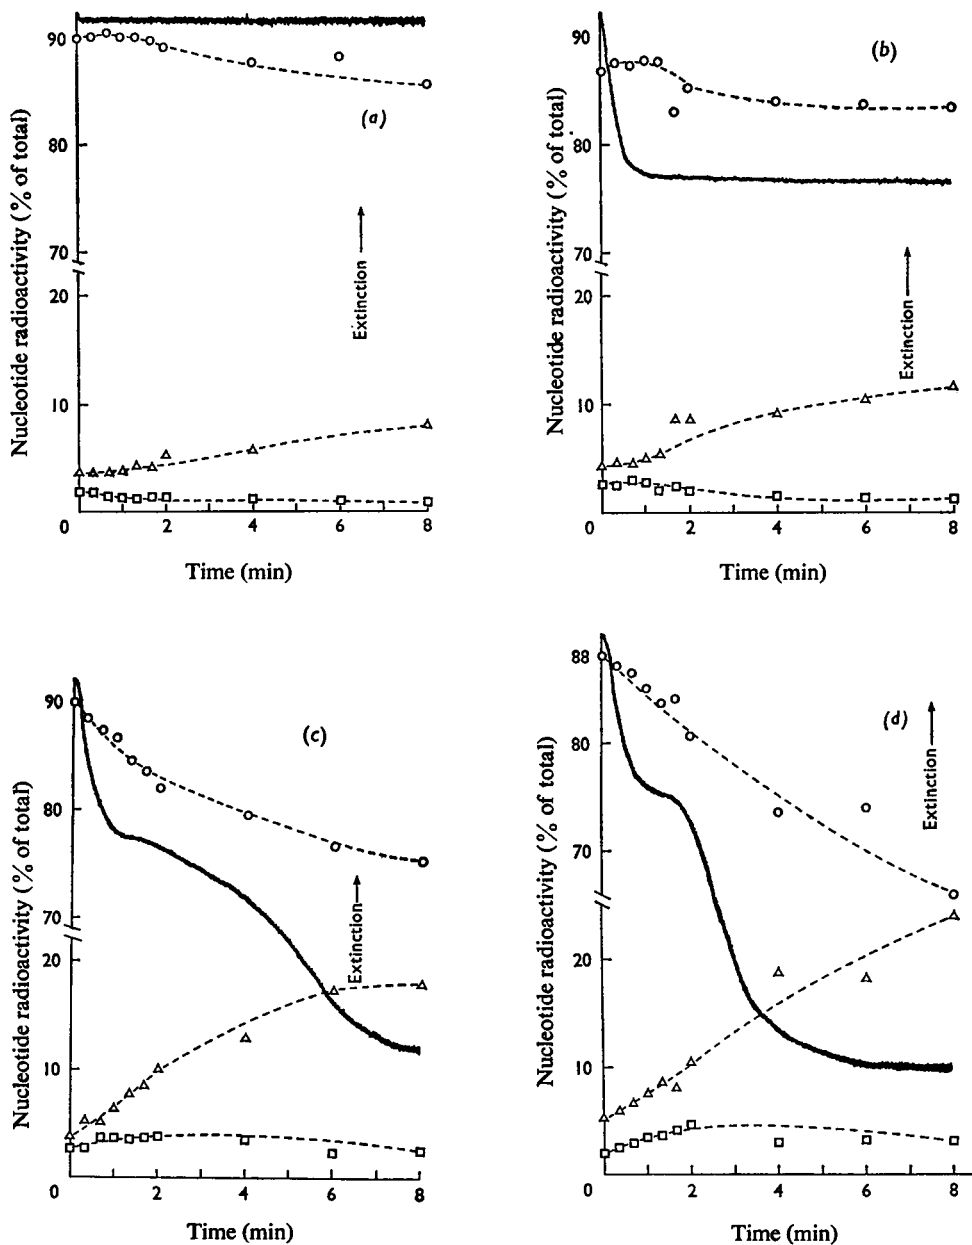 Nucleotide radioactivity (% of total)
90
80
70
20
10
0
2
4
6
8
(a)
Extinction
Time (min)
Nucleotide radioactivity (% of total)
90
80
70
20
10
0
2
4
6
8
(b)
Extinction
Time (min)
Nucleotide radioactivity (% of total)
90
80
70
20
10
0
2
4
6
8
(c)
Extinction
Time (min)
Nucleotide radioactivity (% of total)
88
80
70
20
10
0
2
4
6
8
(d)
Extinction
Time (min)